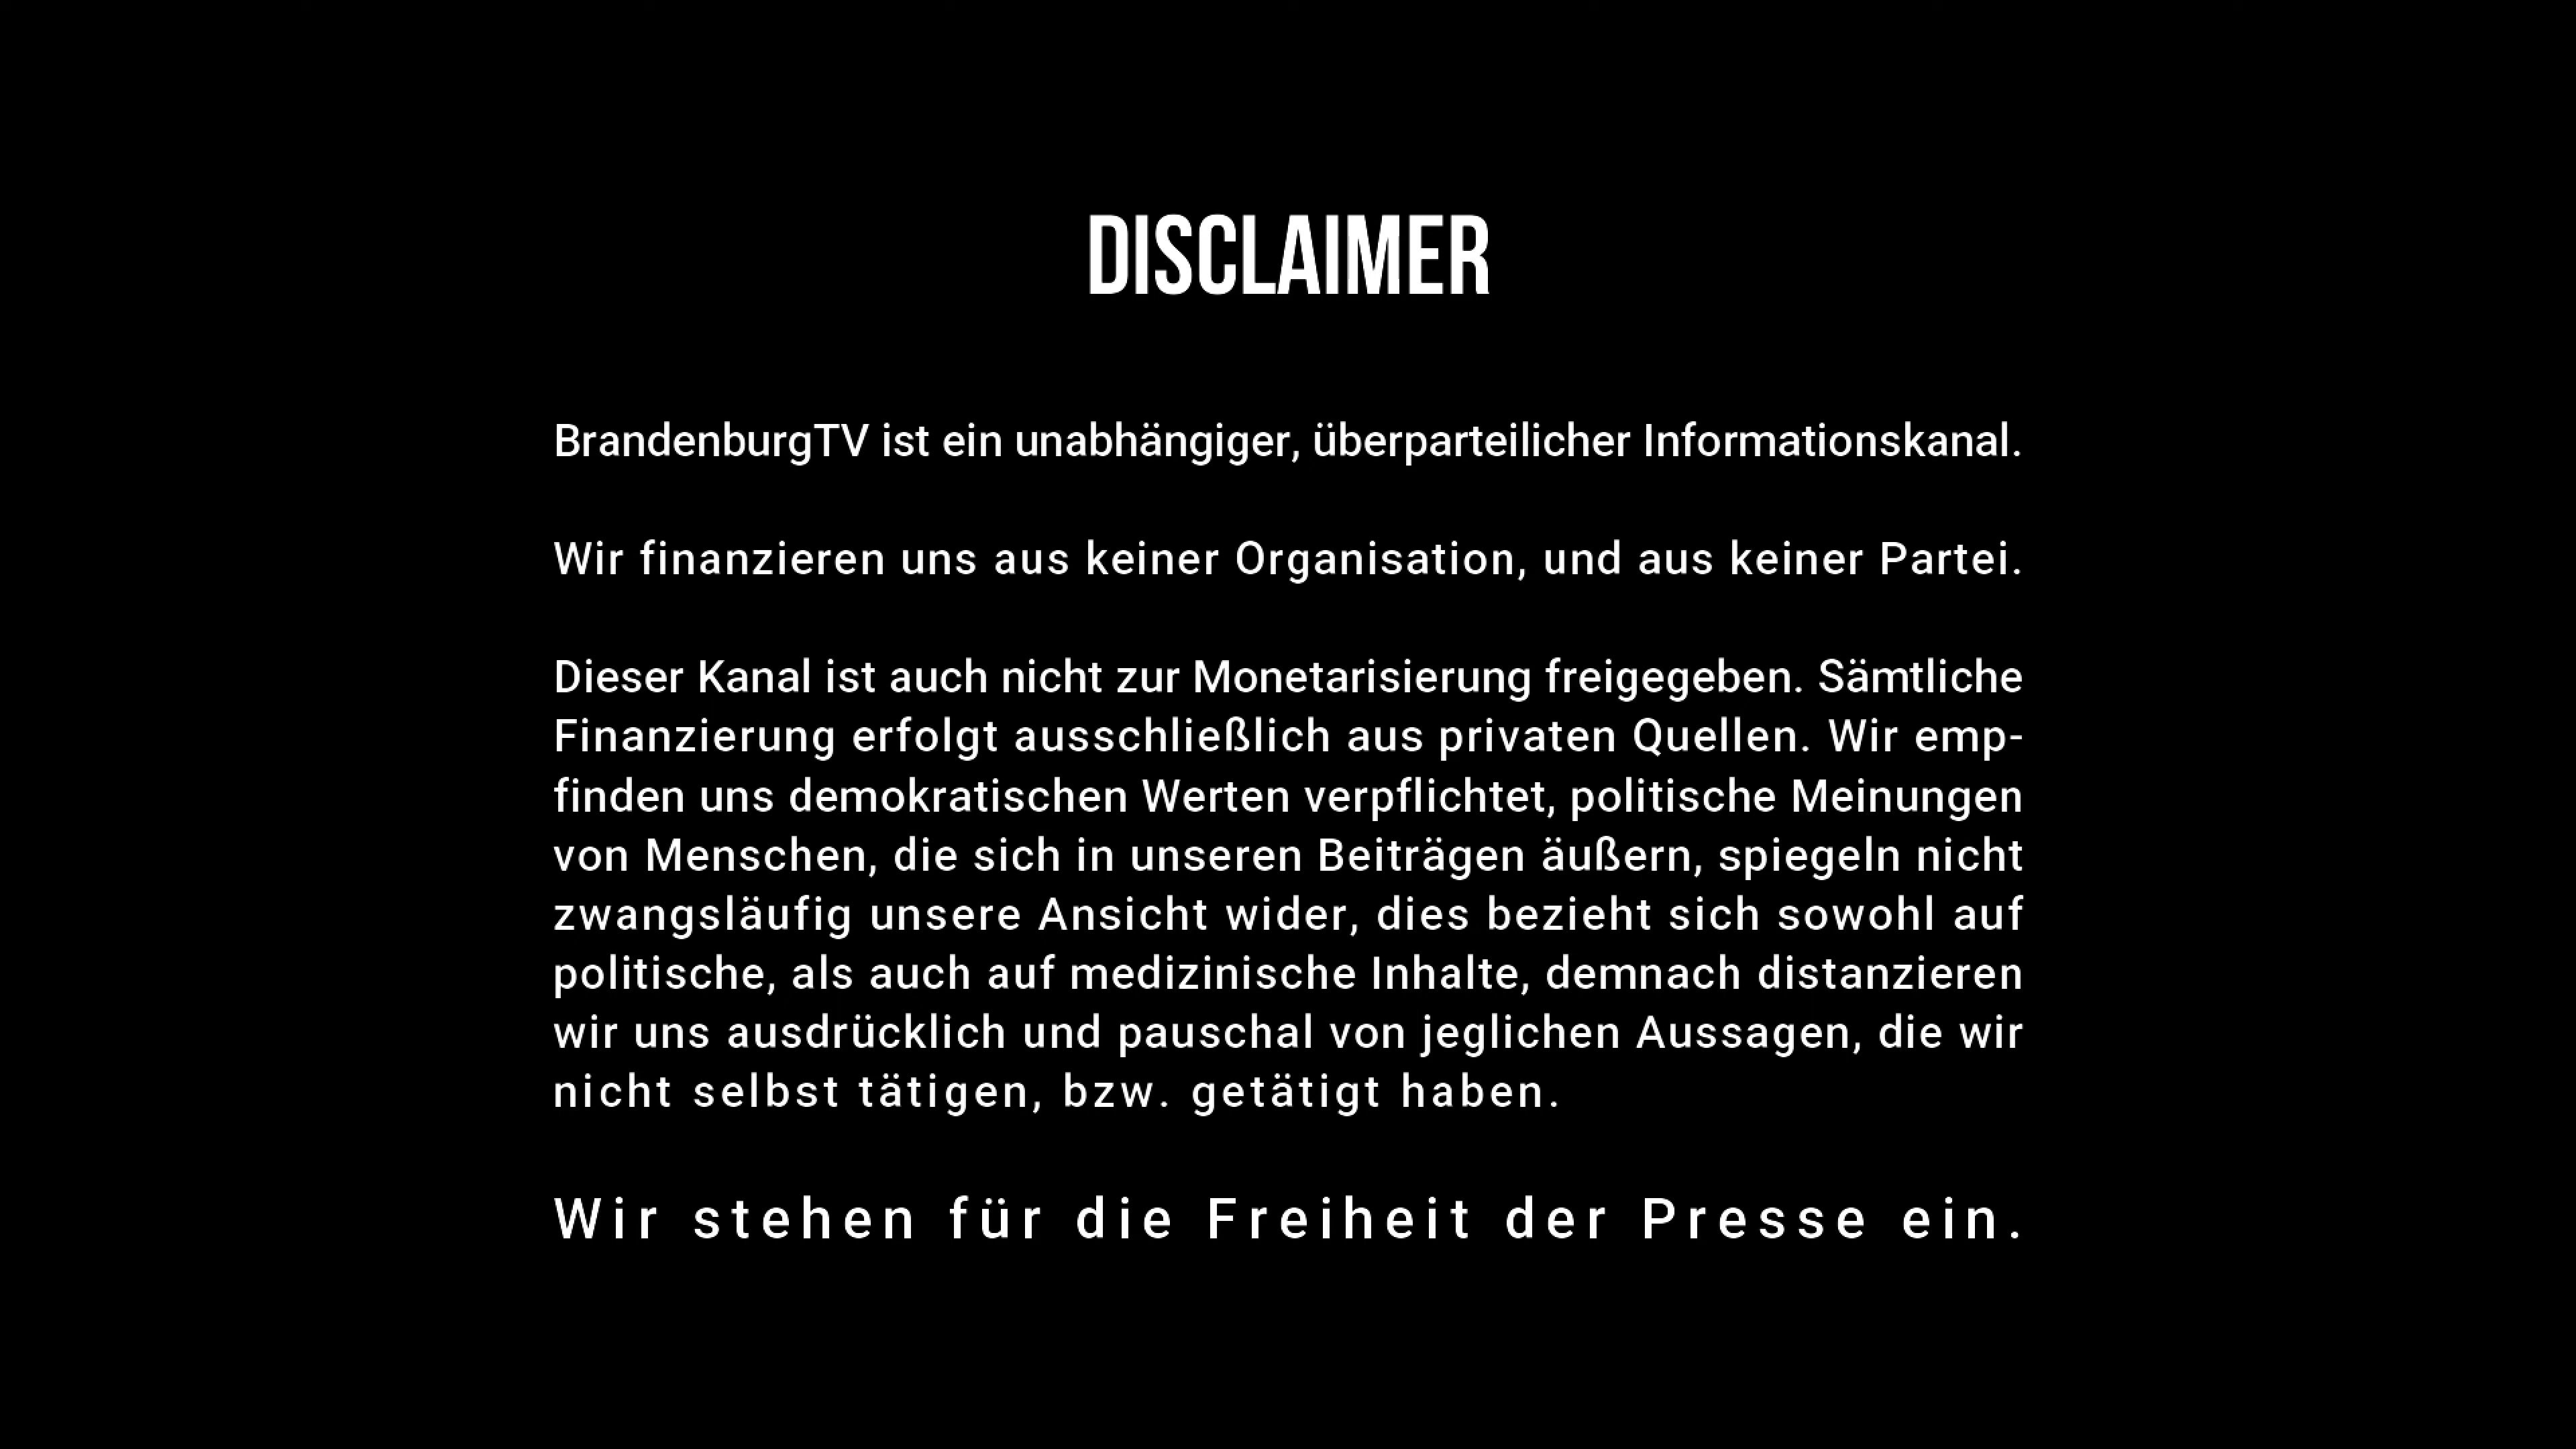 DISCLAIMER
BrandenburgTV ist ein unabhängiger, überparteilicher Informationskanal.
Wir finanzieren uns aus keiner Organisation, und aus keiner Partei.
Dieser Kanal ist auch nicht zur Monetarisierung freigegeben. Sämtliche
Finanzierung erfolgt ausschließlich aus privaten Quellen. Wir emp-
finden uns demokratischen Werten verpflichtet, politische Meinungen
von Menschen, die sich in unseren Beiträgen äußern, spiegeln nicht
zwangsläufig unsere Ansicht wider, dies bezieht sich sowohl auf
politische, als auch auf medizinische Inhalte, demnach distanzieren
wir uns ausdrücklich und pauschal von jeglichen Aussagen, die wir
nicht selbst tätigen, bzw. getätigt haben.
Wir stehen für die Freiheit der Presse ein.